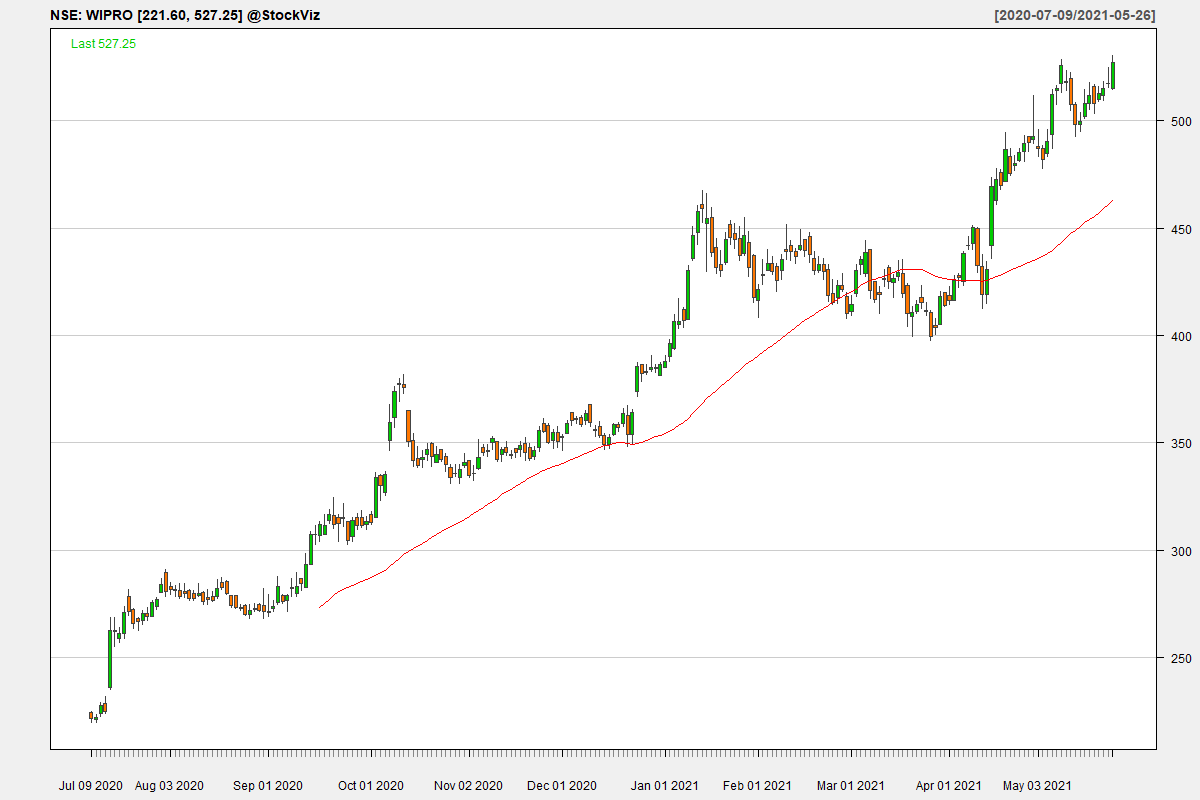 NSE: WIPRO [221.60, 527.25] @StockViz [2020-07-09/2021-05-26]
Last 527.25
500
450
400
350
300
250
Jul 09 2020 Aug 03 2020 Sep 01 2020 Oct 01 2020 Nov 02 2020 Dec 01 2020 Jan 01 2021 Feb 01 2021 Mar 01 2021 Apr 01 2021 May 03 2021